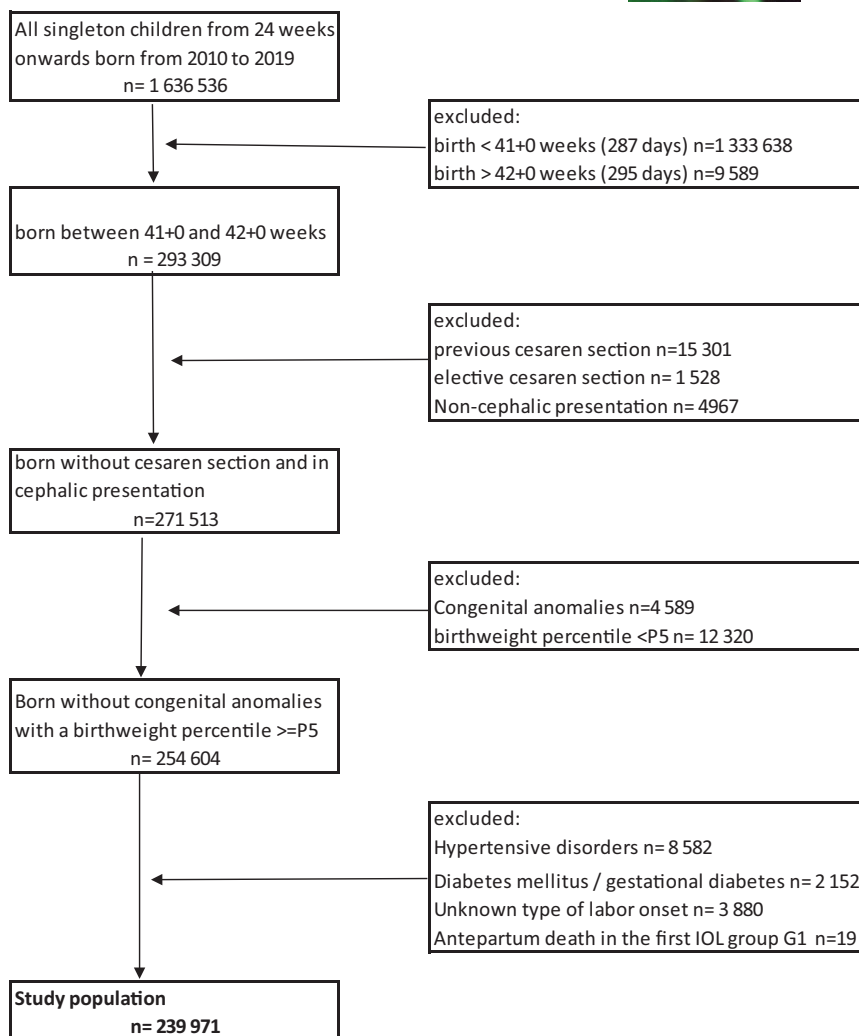 All singleton children from 24 weeks
onwards born from 2010 to 2019
n= 1 636 536
excluded:
birth < 41+0 weeks (287 days) n=1 333 638
birth > 42+0 weeks (295 days) n=9 589
born between 41+0 and 42+0 weeks
n = 293 309
excluded:
previous cesaren section n=15 301
elective cesaren section n= 1 528
Non-cephalic presentation n= 4967
born without cesaren section and in
cephalic presentation
n=271 513
excluded:
Congenital anomalies n=4 589
birthweight percentile <P5 n= 12 320
Born without congenital anomalies
with a birthweight percentile >=P5
n= 254 604
excluded:
Hypertensive disorders n= 8 582
Diabetes mellitus / gestational diabetes n= 2 152
Unknown type of labor onset n= 3 880
Antepartum death in the first IOL group G1 n=19
Study population
n= 239 971